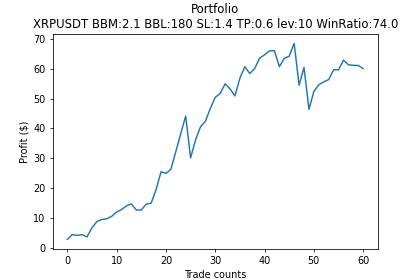 Portfolio
XRPUSDT BBM:2.1 BBL:180 SL:1.4 TP:0.6 lev:10 WinRatio:74.0
70
60
50
40
30
20
10
0
Profit ($)
0 10 20 30 40 50 60
Trade counts